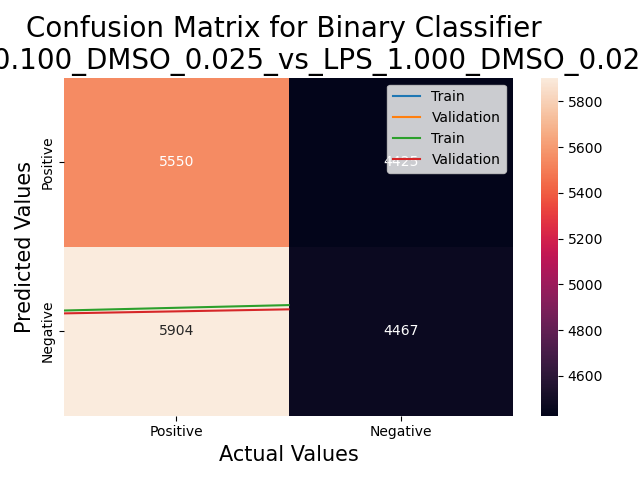 Confusion Matrix for Binary Classifier
0.100_DMSO_0.025_vs_LPS_1.000_DMSO_0.02
Train
Validation
Train
Validation
Predicted Values
Positive
Negative
5550
5904
4467
5800
5600
5400
5200
5000
4800
4600
Positive
Negative
Actual Values